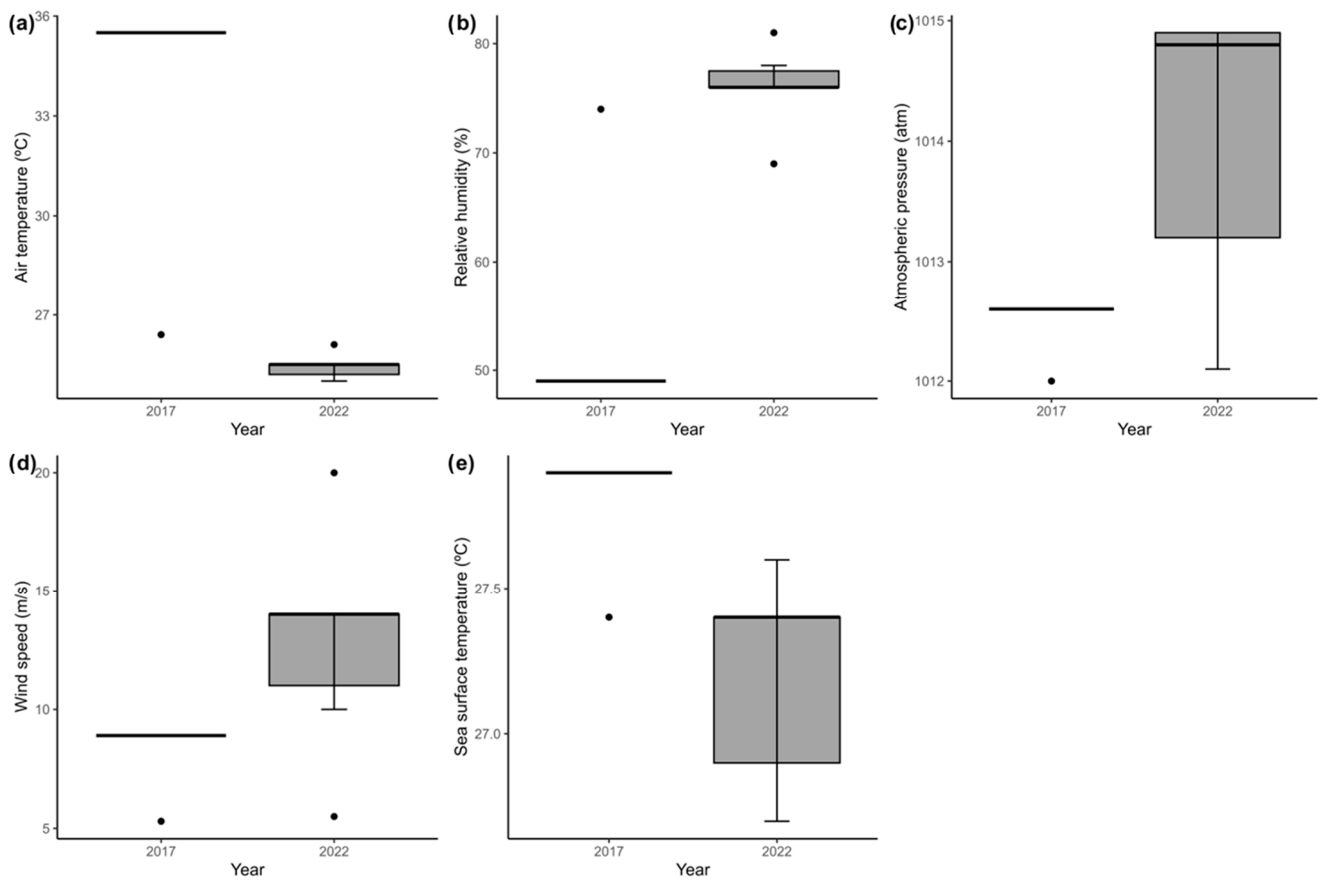 (a)
Air temperature (ºC)
36
33
30
27
2017 2022
Year
(b)
Relative humidity (%)
80
70
60
50
2017 2022
Year
(c)
Atmospheric pressure (atm)
1015
1014
1013
1012
2017 2022
Year
(d)
Wind speed (m/s)
20
15
10
5
2017 2022
Year
(e)
Sea surface temperature (ºC)
27.5
27.0
2017 2022
Year